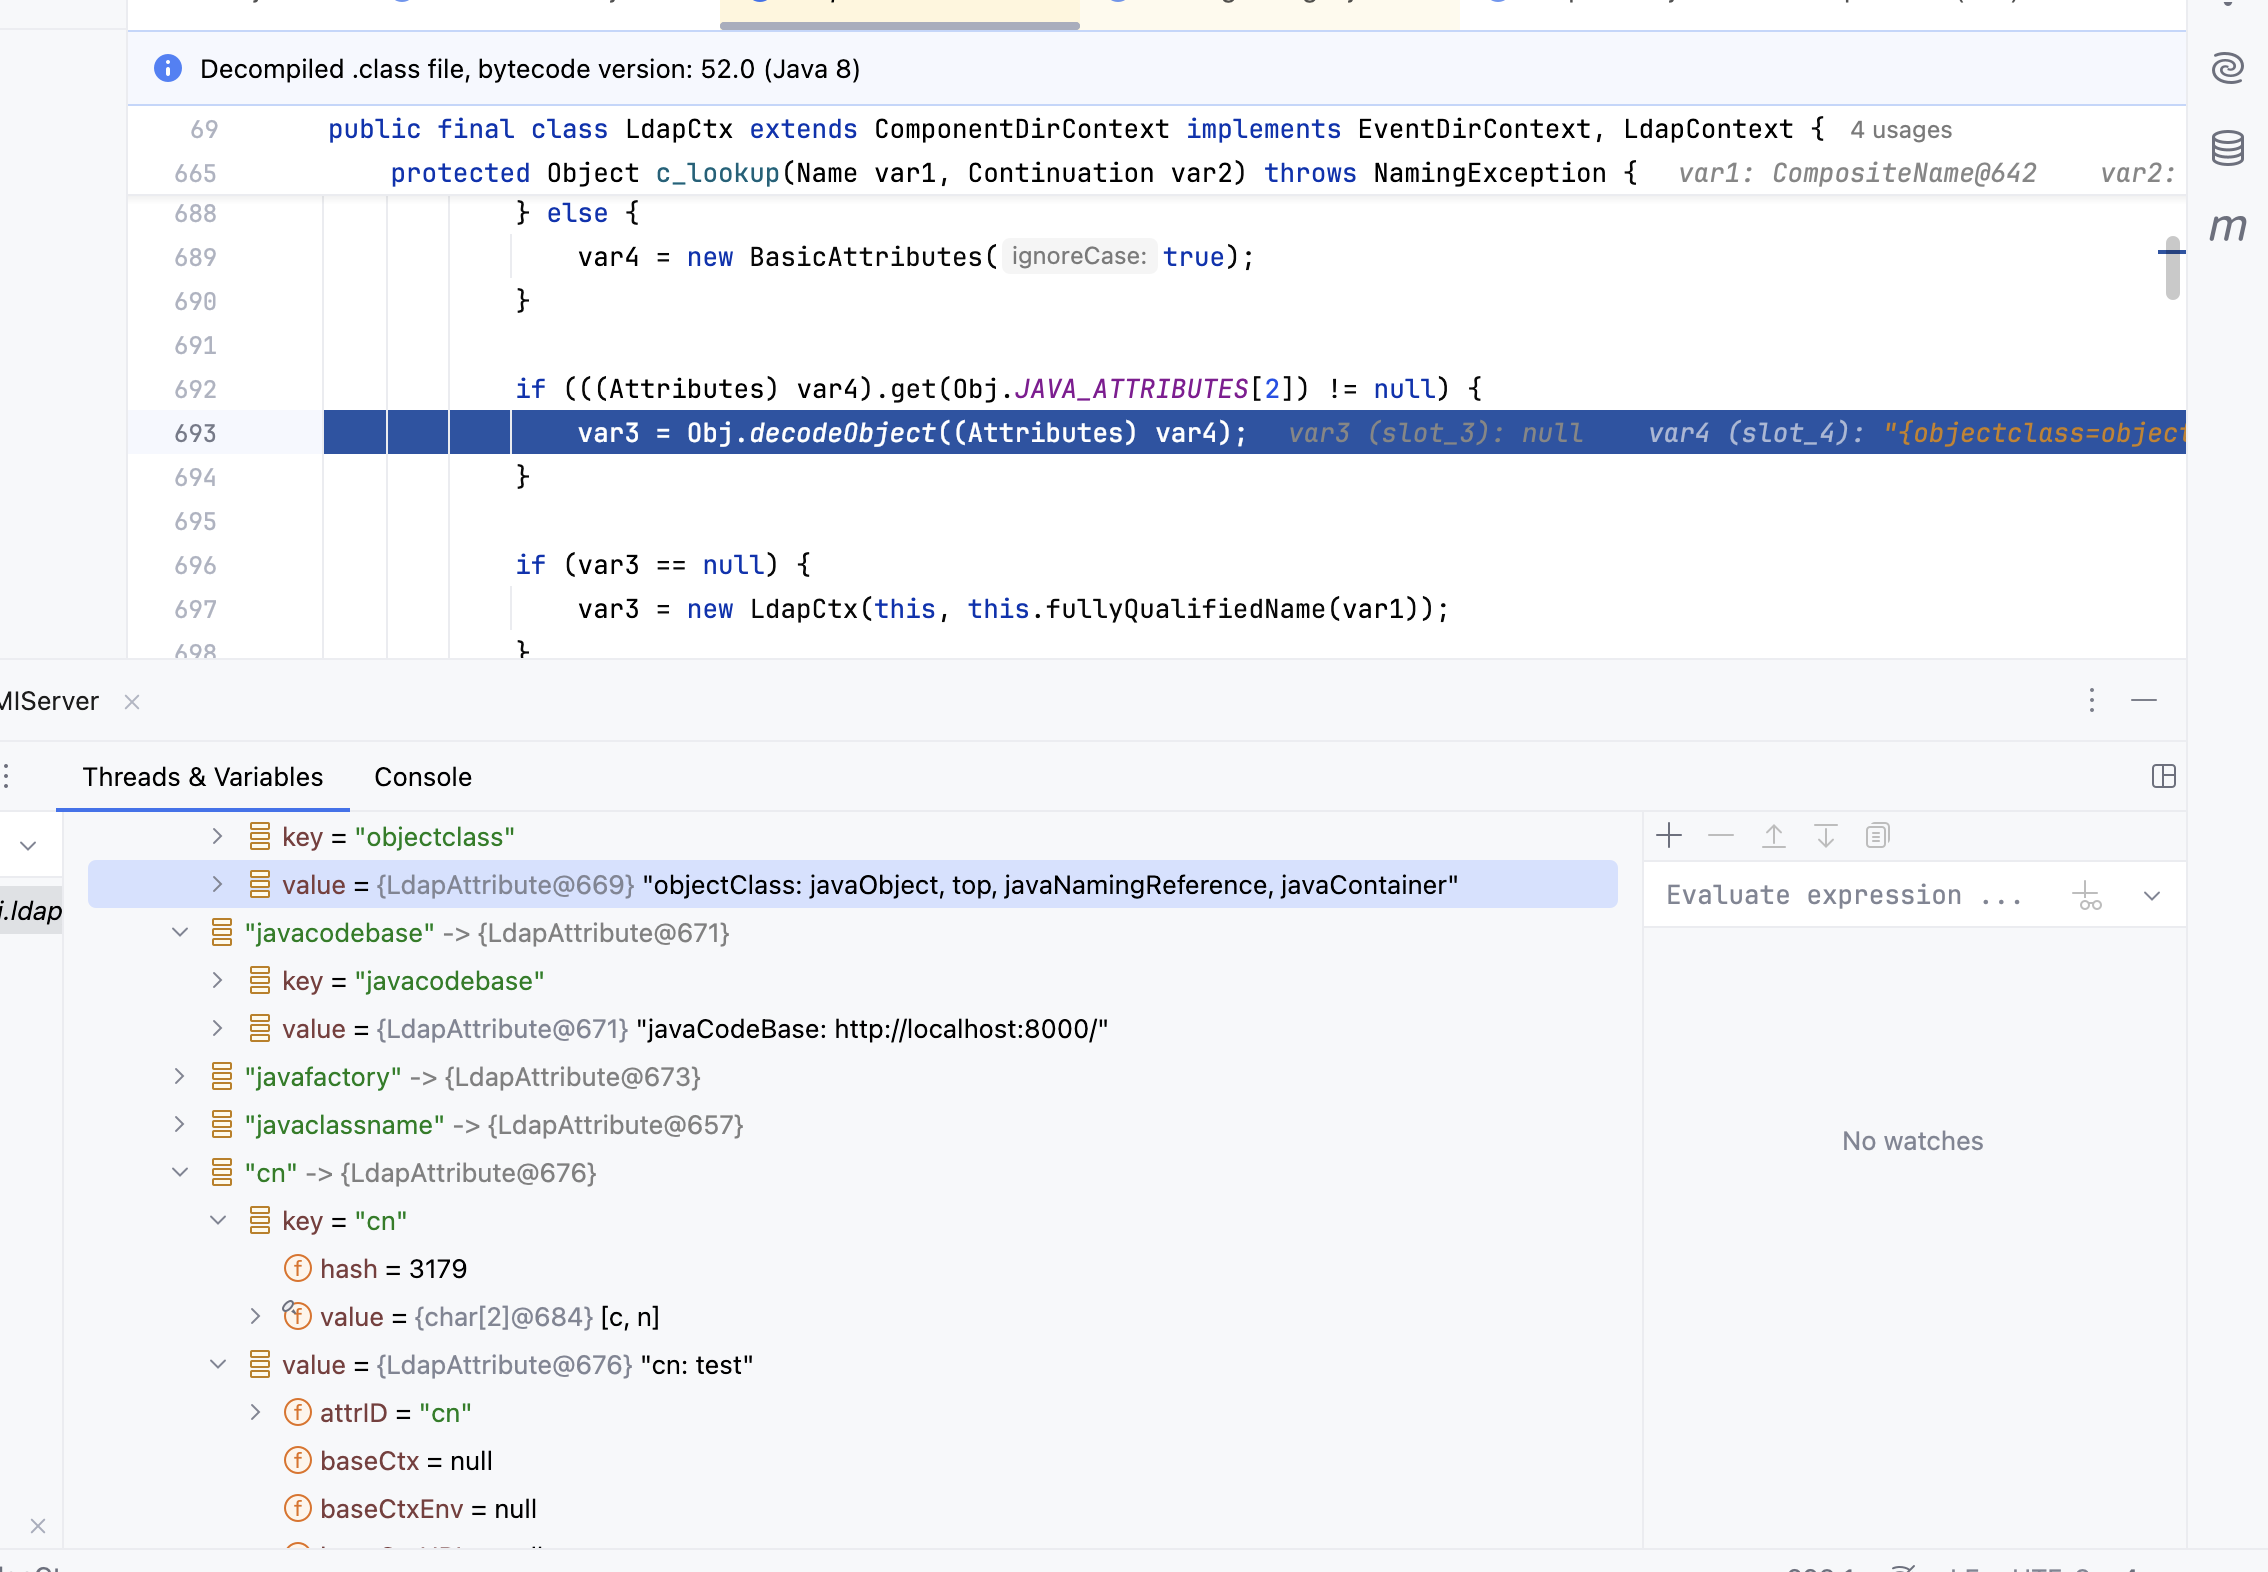 Decompiled .class file, bytecode version: 52.0 (Java 8)
69 public final class LdapCtx extends ComponentDirContext implements EventDirContext, LdapContext { 4 usages
665 protected Object c_lookup(Name var1, Continuation var2) throws NamingException { var1: CompositeName@642 var2:
688 } else {
689 var4 = new BasicAttributes( ignoreCase: true);
690 }
691
692 if (((Attributes) var4).get(Obj.JAVA_ATTRIBUTES[2]) != null) {
693 var3 = Obj.decodeObject((Attributes) var4); var3 (slot_3): null var4 (slot_4): "{objectclass=object
694 }
695
696 if (var3 == null) {
697 var3 = new LdapCtx(this, this.fullyQualifiedName(var1));
698 }
MIServer
Threads & Variables Console
key = "objectclass"
value = {LdapAttribute@669} "objectClass: javaObject, top, javaNamingReference, javaContainer"
"javacodebase" -> {LdapAttribute@671}
key = "javacodebase"
value = {LdapAttribute@671} "javaCodeBase: http://localhost:8000/"
"javafactory" -> {LdapAttribute@673}
"javaclassname" -> {LdapAttribute@657}
"cn" -> {LdapAttribute@676}
key = "cn"
hash = 3179
value = {char[2]@684} [c, n]
value = {LdapAttribute@676} "cn: test"
attrID = "cn"
baseCtx = null
baseCtxEnv = null
i.ldap
Evaluate expression ...
No watches
m